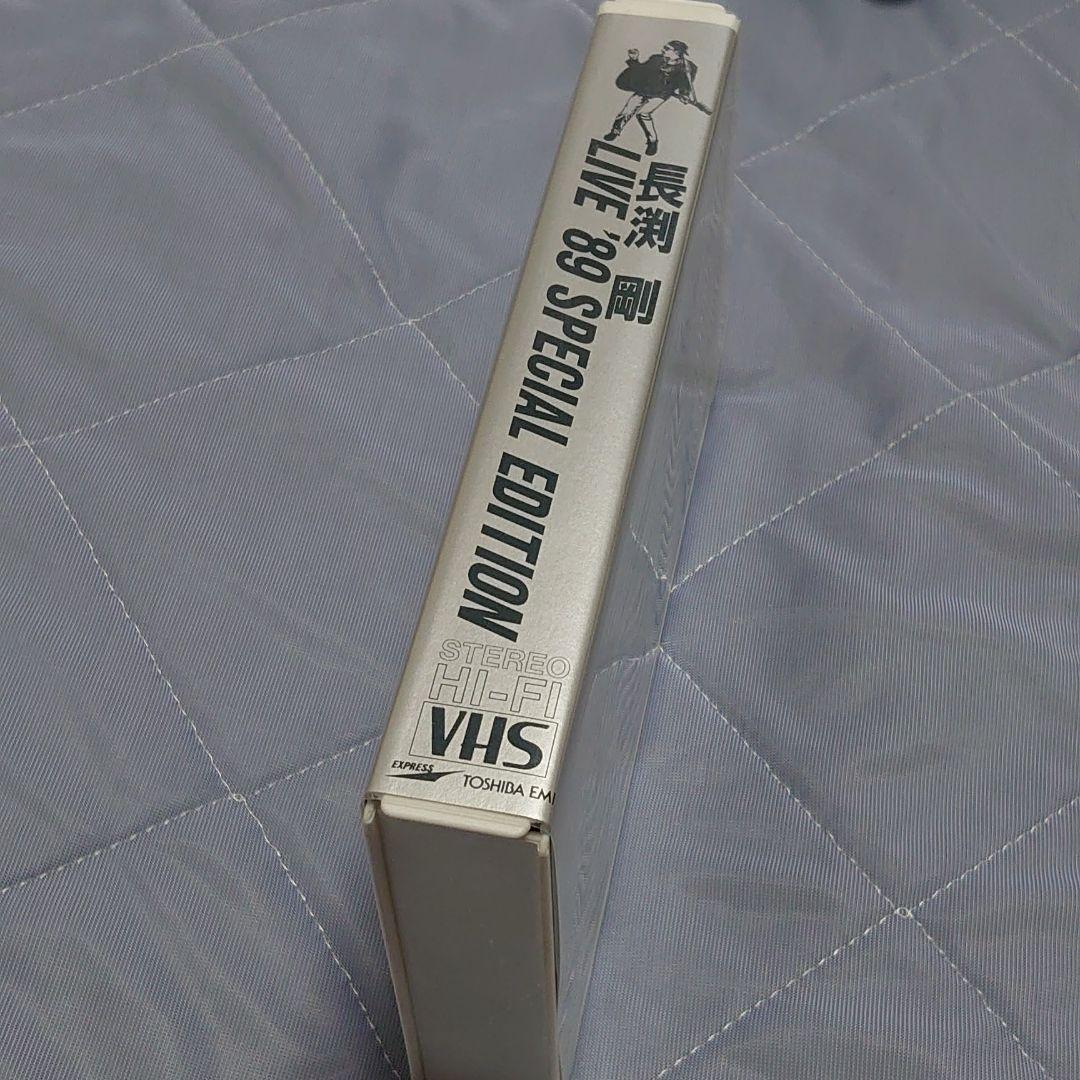 長渕 剛
LIVE '89 SPECIAL EDITION
STEREO
HI-FI
VHS
EXPRESS
TOSHIBA EMI